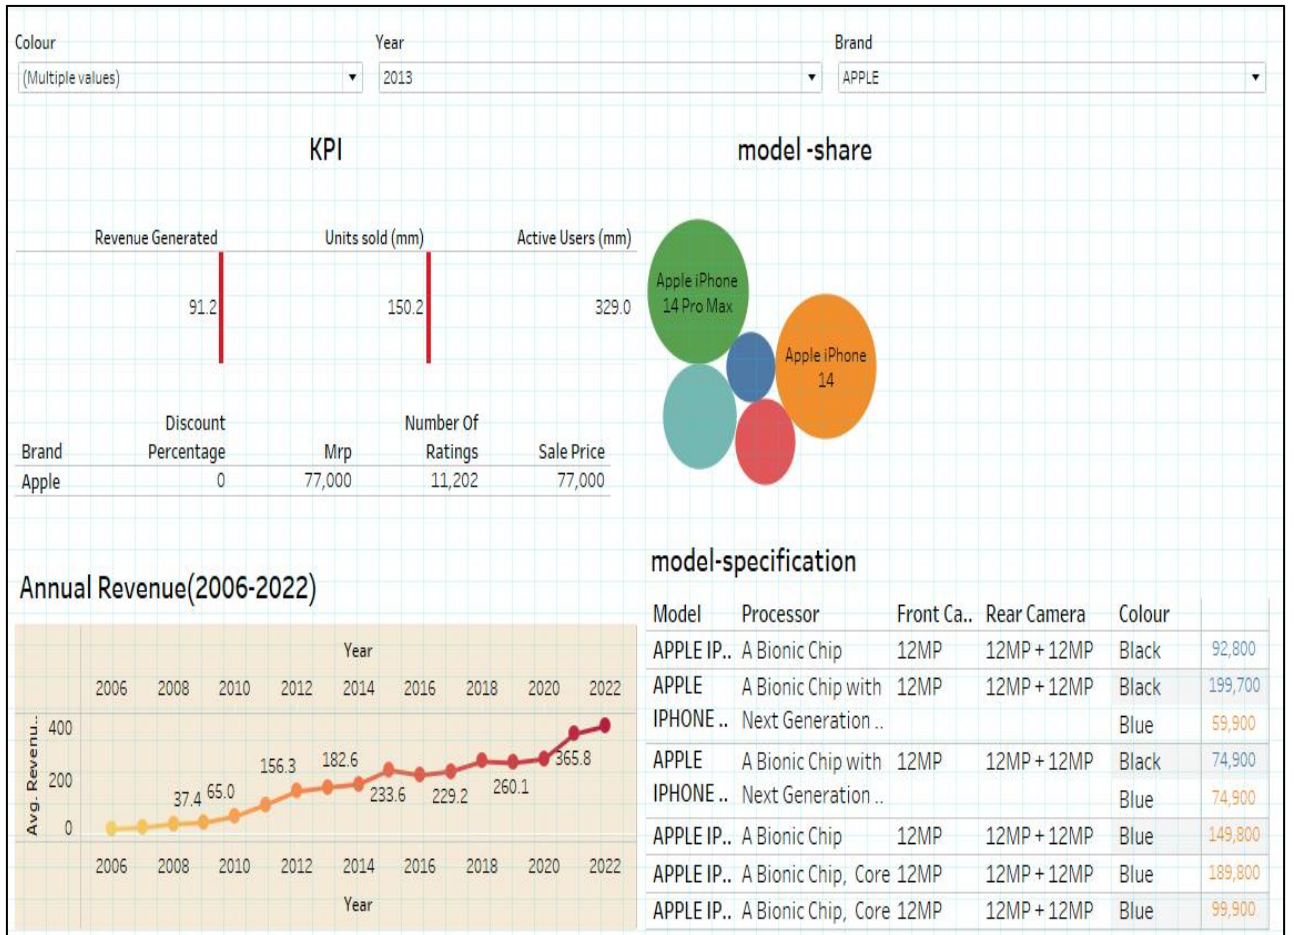 Colour Year Brand
(Multiple values) 2013 APPLE
KPI
Revenue Generated Units sold (mm) Active Users (mm)
91.2 150.2 329.0
Discount Number Of
Brand Percentage Mrp Ratings Sale Price
Apple 0 77,000 11,202 77,000
model -share
Apple iPhone
14 Pro Max
Apple iPhone
14
Annual Revenue(2006-2022)
Year
2006 2008 2010 2012 2014 2016 2018 2020 2022
Avg. Revenu..
400
200
0
37.4 65.0 156.3 182.6 233.6 229.2 260.1 365.8
2006 2008 2010 2012 2014 2016 2018 2020 2022
Year
model-specification
Model Processor Front Ca.. Rear Camera Colour
APPLE IP.. A Bionic Chip 12MP 12MP + 12MP Black 92,800
APPLE A Bionic Chip with 12MP 12MP + 12MP Black 199,700
IPHONE .. Next Generation .. Blue 59,900
APPLE A Bionic Chip with 12MP 12MP + 12MP Black 74,900
IPHONE .. Next Generation .. Blue 74,900
APPLE IP.. A Bionic Chip 12MP 12MP + 12MP Blue 149,800
APPLE IP.. A Bionic Chip, Core 12MP 12MP + 12MP Blue 189,800
APPLE IP.. A Bionic Chip, Core 12MP 12MP + 12MP Blue 99,900